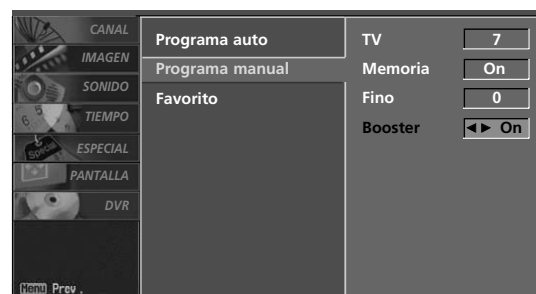 CANAL
IMAGEN
SONIDO
TIEMPO
ESPECIAL
PANTALLA
DVR
Menu Prev.
Programa auto
Programa manual
Favorito
TV 7
Memoria On
Fino 0
Booster ◄► On